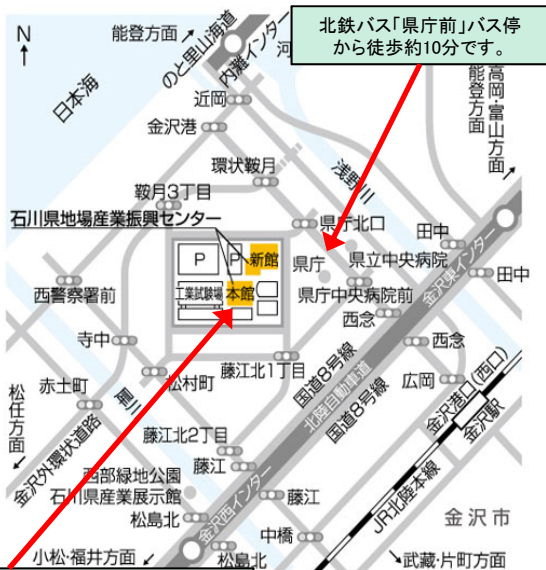 北鉄バス「県庁前」バス停
から徒歩約10分です。
N
能登方面
のと里山海道
内灘インター
河
日本海
近岡
金沢港
高岡・富山方面
能登方面
浅野川
環状鞍月
鞍月3丁目
石川県地場産業振興センター
県庁北口
田中
P
P
新館
県庁
県立中央病院
金沢東インター
田中
西警察署前
工業試験場
本館
県庁中央病院前
西念
寺中
西念
藤江北1丁目
国道8号線
北陸自動車道
国道8号線
広岡
松任方面
赤土町
松村町
金沢港口(西口)
金沢駅
金沢外環状道路
藤江北2丁目
JR北陸本線
西部緑地公園
石川県産業展示館
藤江
金沢西インター
藤江
金沢市
松島北
中橋
小松・福井方面
松島北
武蔵・片町方面